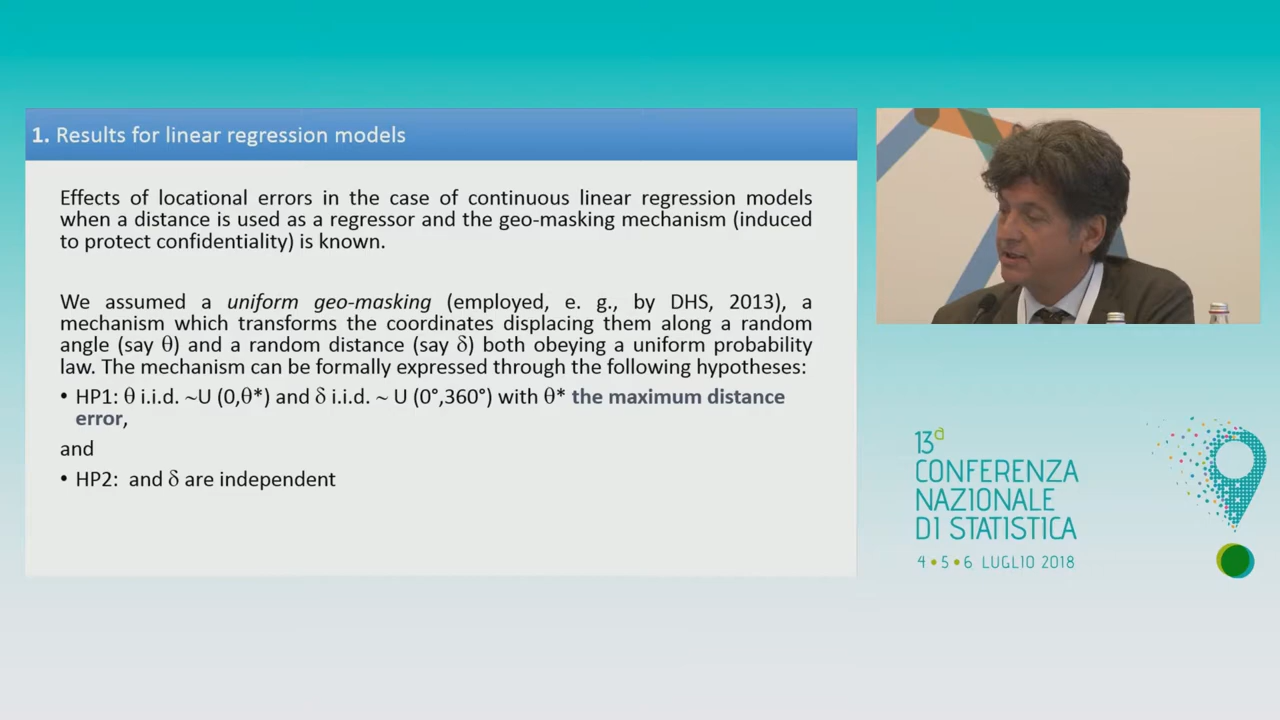 1. Results for linear regression models
Effects of locational errors in the case of continuous linear regression models
when a distance is used as a regressor and the geo-masking mechanism (induced
to protect confidentiality) is known.
We assumed a uniform geo-masking (employed, e. g., by DHS, 2013), a
mechanism which transforms the coordinates displacing them along a random
angle (say θ) and a random distance (say δ) both obeying a uniform probability
law. The mechanism can be formally expressed through the following hypotheses:
• HP1: θ i.i.d. ~U (0,θ*) and δ i.i.d. ~ U (0°,360°) with θ* the maximum distance
error,
and
• HP2:  and δ are independent
13a
CONFERENZA
NAZIONALE
DI STATISTICA
4 • 5 • 6 LUGLIO 2018